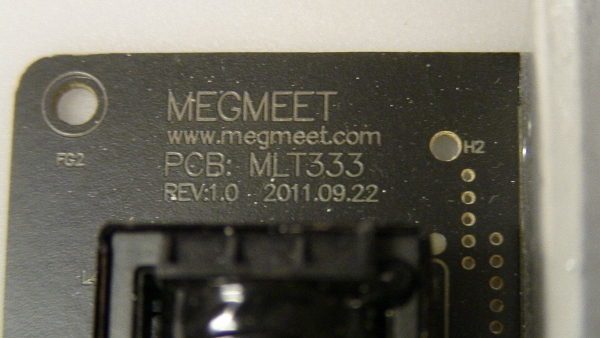 MEGMEET
www.megmeet.com
PCB: MLT333
REV:1.0 2011.09.22
FG2
H2